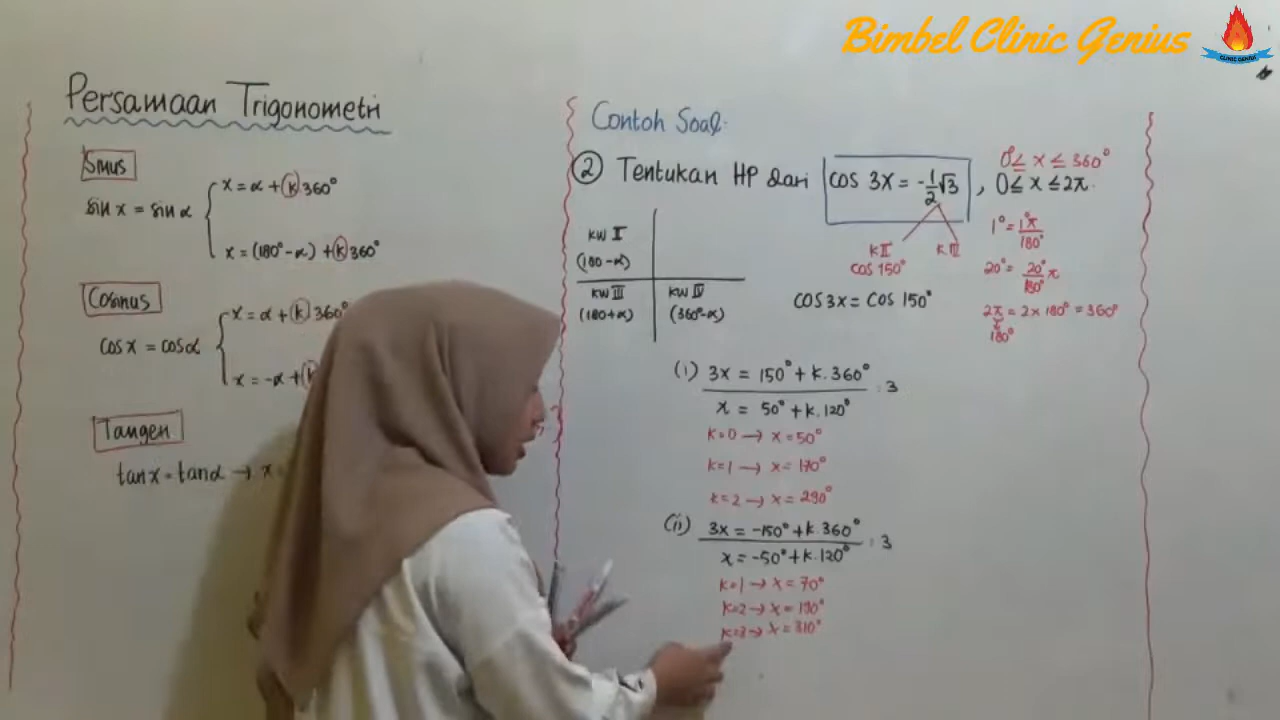 Bimbel Clinic Genius
CLINIC GENIUS
Persamaan Trigonometri
Sinus
sin x = sin α
x = α + k 360°
x = (180° - α) + k 360°
Cosinus
cos x = cos α
x = α + k 360°
x = -α + k
Tangen
tan x = tan α → x
Contoh Soal.
② Tentukan HP dari cos 3x = -1/2 √3 , 0 ≤ x ≤ 2π.
0° ≤ x ≤ 360°
KW II
(180 - α)
KW III
(180 + α)
KW IV
(360° - α)
K II
K III
cos 150°
cos 3x = cos 150°
1° = 1°π/180°
20° = 20°/180° π
2π = 2 x 180° = 360°
180°
(i) 3x = 150° + k. 360°
: 3
x = 50° + k. 120°
k=0 → x = 50°
k=1 → x = 170°
k=2 → x = 290°
(ii) 3x = -150° + k. 360°
: 3
x = -50° + k. 120°
k=1 → x = 70°
k=2 → x = 190°
k=3 → x = 310°